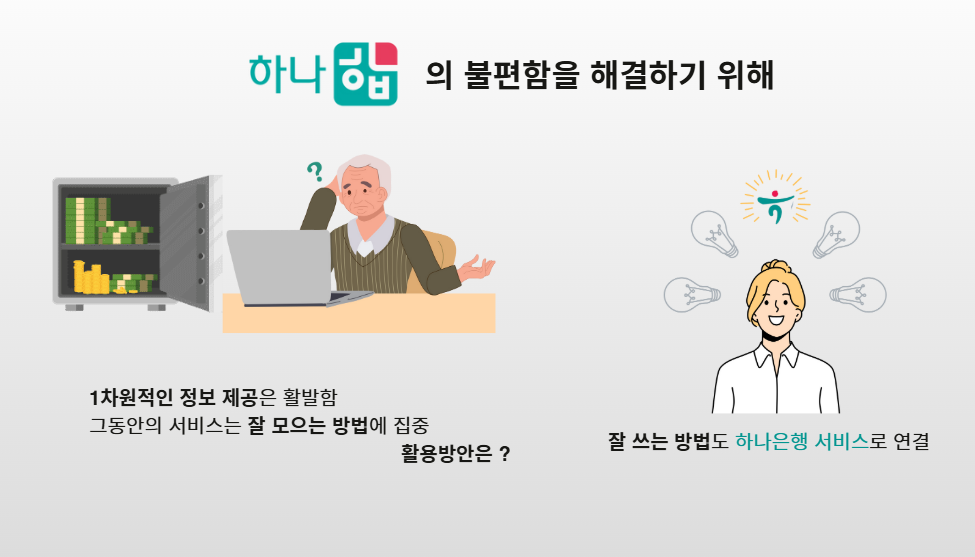 하나 합 의 불편함을 해결하기 위해
?
1차원적인 정보 제공은 활발함
그동안의 서비스는 잘 모으는 방법에 집중
활용방안은 ?
잘 쓰는 방법도 하나은행 서비스로 연결